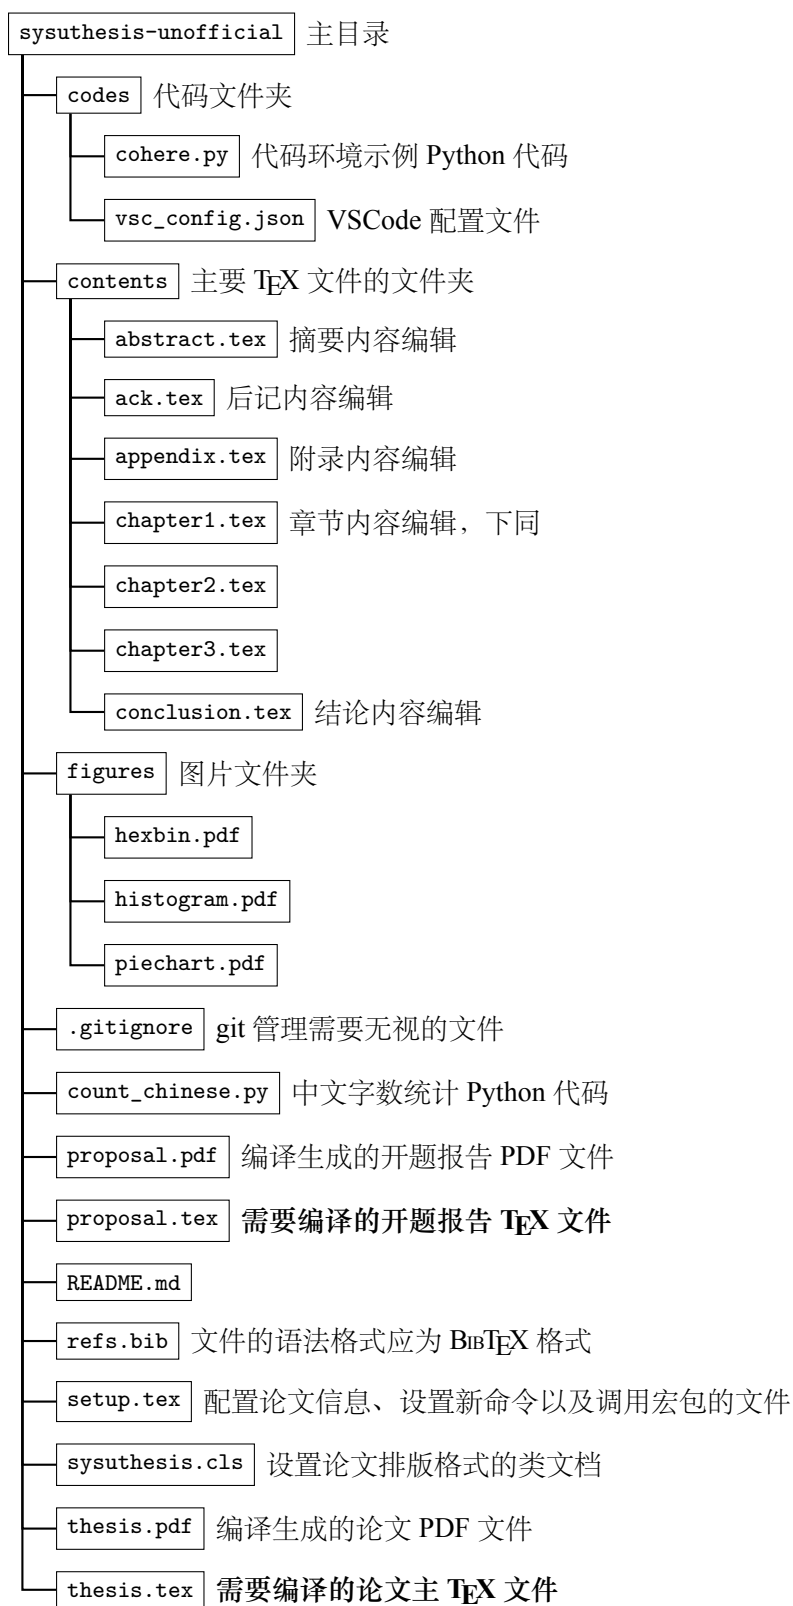 sysuthesis-unofficial 主目录
codes 代码文件夹
cohere.py 代码环境示例 Python 代码
vsc_config.json VSCode 配置文件
contents 主要 TEX 文件的文件夹
abstract.tex 摘要内容编辑
ack.tex 后记内容编辑
appendix.tex 附录内容编辑
chapter1.tex 章节内容编辑，下同
chapter2.tex
chapter3.tex
conclusion.tex 结论内容编辑
figures 图片文件夹
hexbin.pdf
histogram.pdf
piechart.pdf
.gitignore git 管理需要无视的文件
count_chinese.py 中文字数统计 Python 代码
proposal.pdf 编译生成的开题报告 PDF 文件
proposal.tex 需要编译的开题报告 TEX 文件
README.md
refs.bib 文件的语法格式应为 BIBTEX 格式
setup.tex 配置论文信息、设置新命令以及调用宏包的文件
sysuthesis.cls 设置论文排版格式的类文档
thesis.pdf 编译生成的论文 PDF 文件
thesis.tex 需要编译的论文主 TEX 文件